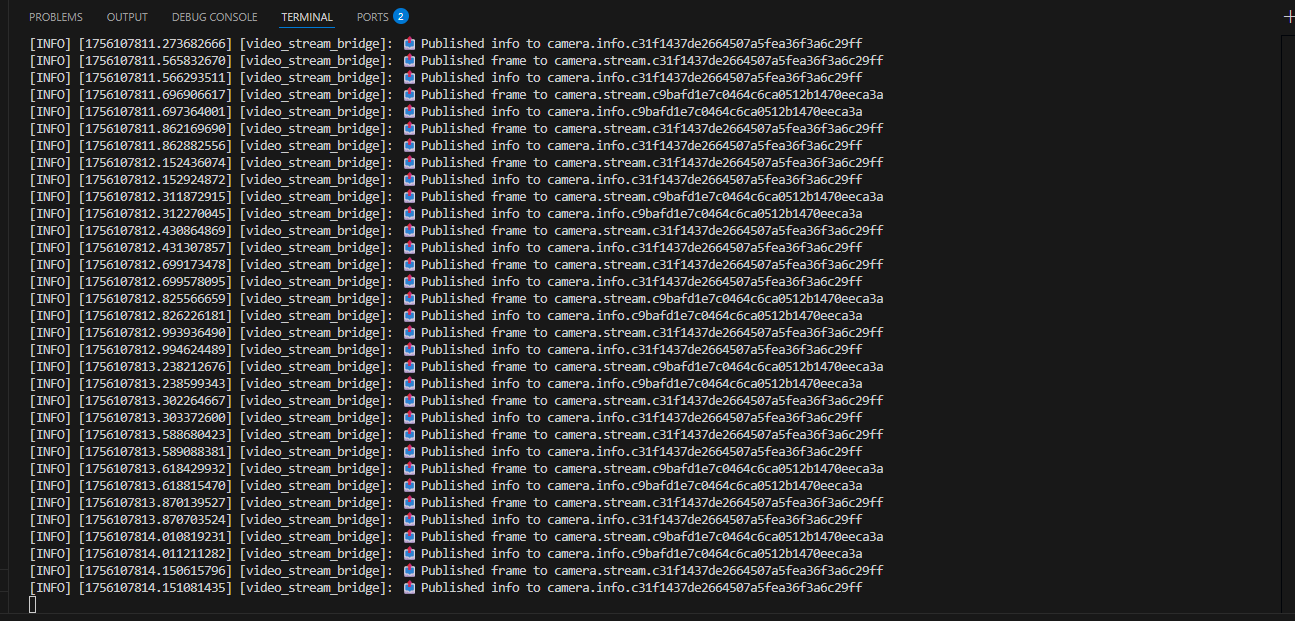 PROBLEMS OUTPUT DEBUG CONSOLE TERMINAL PORTS 2
[INFO] [1756107811.273682666] [video_stream_bridge]: 📤 Published info to camera.info.c31f1437de2664507a5fea36f3a6c29ff
[INFO] [1756107811.565832670] [video_stream_bridge]: 📤 Published frame to camera.stream.c31f1437de2664507a5fea36f3a6c29ff
[INFO] [1756107811.566293511] [video_stream_bridge]: 📤 Published info to camera.info.c31f1437de2664507a5fea36f3a6c29ff
[INFO] [1756107811.696906617] [video_stream_bridge]: 📤 Published frame to camera.stream.c9bafd1e7c0464c6ca0512b1470eeca3a
[INFO] [1756107811.697364001] [video_stream_bridge]: 📤 Published info to camera.info.c9bafd1e7c0464c6ca0512b1470eeca3a
[INFO] [1756107811.862169690] [video_stream_bridge]: 📤 Published frame to camera.stream.c31f1437de2664507a5fea36f3a6c29ff
[INFO] [1756107811.862882556] [video_stream_bridge]: 📤 Published info to camera.info.c31f1437de2664507a5fea36f3a6c29ff
[INFO] [1756107812.152436074] [video_stream_bridge]: 📤 Published frame to camera.stream.c31f1437de2664507a5fea36f3a6c29ff
[INFO] [1756107812.152924872] [video_stream_bridge]: 📤 Published info to camera.info.c31f1437de2664507a5fea36f3a6c29ff
[INFO] [1756107812.311872915] [video_stream_bridge]: 📤 Published frame to camera.stream.c9bafd1e7c0464c6ca0512b1470eeca3a
[INFO] [1756107812.312270045] [video_stream_bridge]: 📤 Published info to camera.info.c9bafd1e7c0464c6ca0512b1470eeca3a
[INFO] [1756107812.430864869] [video_stream_bridge]: 📤 Published frame to camera.stream.c31f1437de2664507a5fea36f3a6c29ff
[INFO] [1756107812.431307857] [video_stream_bridge]: 📤 Published info to camera.info.c31f1437de2664507a5fea36f3a6c29ff
[INFO] [1756107812.699173478] [video_stream_bridge]: 📤 Published frame to camera.stream.c31f1437de2664507a5fea36f3a6c29ff
[INFO] [1756107812.699578095] [video_stream_bridge]: 📤 Published info to camera.info.c31f1437de2664507a5fea36f3a6c29ff
[INFO] [1756107812.825566659] [video_stream_bridge]: 📤 Published frame to camera.stream.c9bafd1e7c0464c6ca0512b1470eeca3a
[INFO] [1756107812.826226181] [video_stream_bridge]: 📤 Published info to camera.info.c9bafd1e7c0464c6ca0512b1470eeca3a
[INFO] [1756107812.993936490] [video_stream_bridge]: 📤 Published frame to camera.stream.c31f1437de2664507a5fea36f3a6c29ff
[INFO] [1756107812.994624489] [video_stream_bridge]: 📤 Published info to camera.info.c31f1437de2664507a5fea36f3a6c29ff
[INFO] [1756107813.238212676] [video_stream_bridge]: 📤 Published frame to camera.stream.c9bafd1e7c0464c6ca0512b1470eeca3a
[INFO] [1756107813.238599343] [video_stream_bridge]: 📤 Published info to camera.info.c9bafd1e7c0464c6ca0512b1470eeca3a
[INFO] [1756107813.302264667] [video_stream_bridge]: 📤 Published frame to camera.stream.c31f1437de2664507a5fea36f3a6c29ff
[INFO] [1756107813.303372600] [video_stream_bridge]: 📤 Published info to camera.info.c31f1437de2664507a5fea36f3a6c29ff
[INFO] [1756107813.588680423] [video_stream_bridge]: 📤 Published frame to camera.stream.c31f1437de2664507a5fea36f3a6c29ff
[INFO] [1756107813.589088381] [video_stream_bridge]: 📤 Published info to camera.info.c31f1437de2664507a5fea36f3a6c29ff
[INFO] [1756107813.618429932] [video_stream_bridge]: 📤 Published frame to camera.stream.c9bafd1e7c0464c6ca0512b1470eeca3a
[INFO] [1756107813.618815470] [video_stream_bridge]: 📤 Published info to camera.info.c9bafd1e7c0464c6ca0512b1470eeca3a
[INFO] [1756107813.870139527] [video_stream_bridge]: 📤 Published frame to camera.stream.c31f1437de2664507a5fea36f3a6c29ff
[INFO] [1756107813.870703524] [video_stream_bridge]: 📤 Published info to camera.info.c31f1437de2664507a5fea36f3a6c29ff
[INFO] [1756107814.010819231] [video_stream_bridge]: 📤 Published frame to camera.stream.c9bafd1e7c0464c6ca0512b1470eeca3a
[INFO] [1756107814.011211282] [video_stream_bridge]: 📤 Published info to camera.info.c9bafd1e7c0464c6ca0512b1470eeca3a
[INFO] [1756107814.150615796] [video_stream_bridge]: 📤 Published frame to camera.stream.c31f1437de2664507a5fea36f3a6c29ff
[INFO] [1756107814.151081435] [video_stream_bridge]: 📤 Published info to camera.info.c31f1437de2664507a5fea36f3a6c29ff